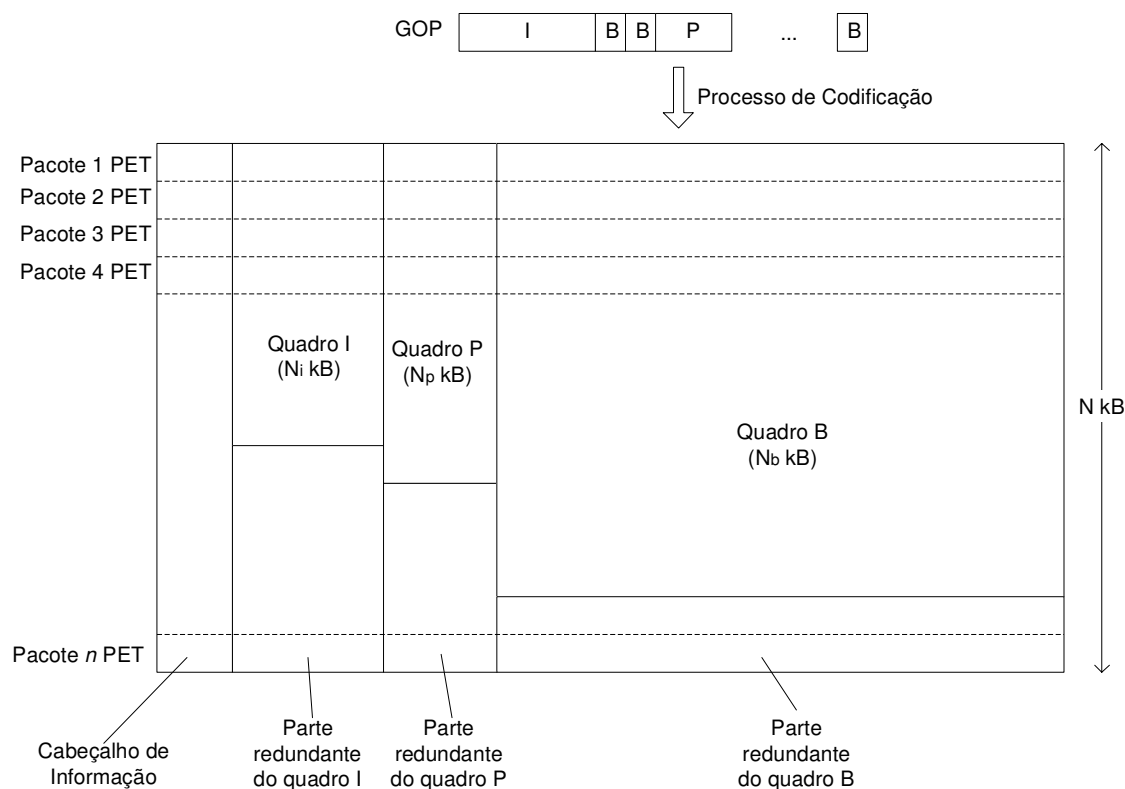 GOP I B B P ... B
Processo de Codificação
Pacote 1 PET
Pacote 2 PET
Pacote 3 PET
Pacote 4 PET
Quadro I
(Ni kB)
Quadro P
(Np kB)
Quadro B
(Nb kB)
N kB
Pacote n PET
Cabeçalho de
Informação
Parte
redundante
do quadro I
Parte
redundante
do quadro P
Parte
redundante
do quadro B